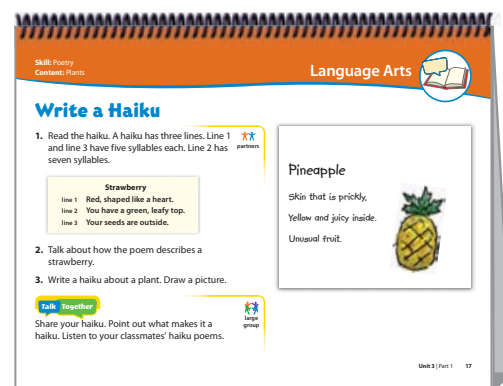 Skill: Poetry
Content: Plants
Language Arts
Write a Haiku
1. Read the haiku. A haiku has three lines. Line 1
and line 3 have five syllables each. Line 2 has
seven syllables.
partners
Strawberry
line 1 Red, shaped like a heart.
line 2 You have a green, leafy top.
line 3 Your seeds are outside.
2. Talk about how the poem describes a
strawberry.
3. Write a haiku about a plant. Draw a picture.
Talk Together
Share your haiku. Point out what makes it a
haiku. Listen to your classmates' haiku poems.
large
group
Pineapple
Skin that is prickly,
Yellow and juicy inside.
Unusual fruit.
Unit 3 | Part 1 17